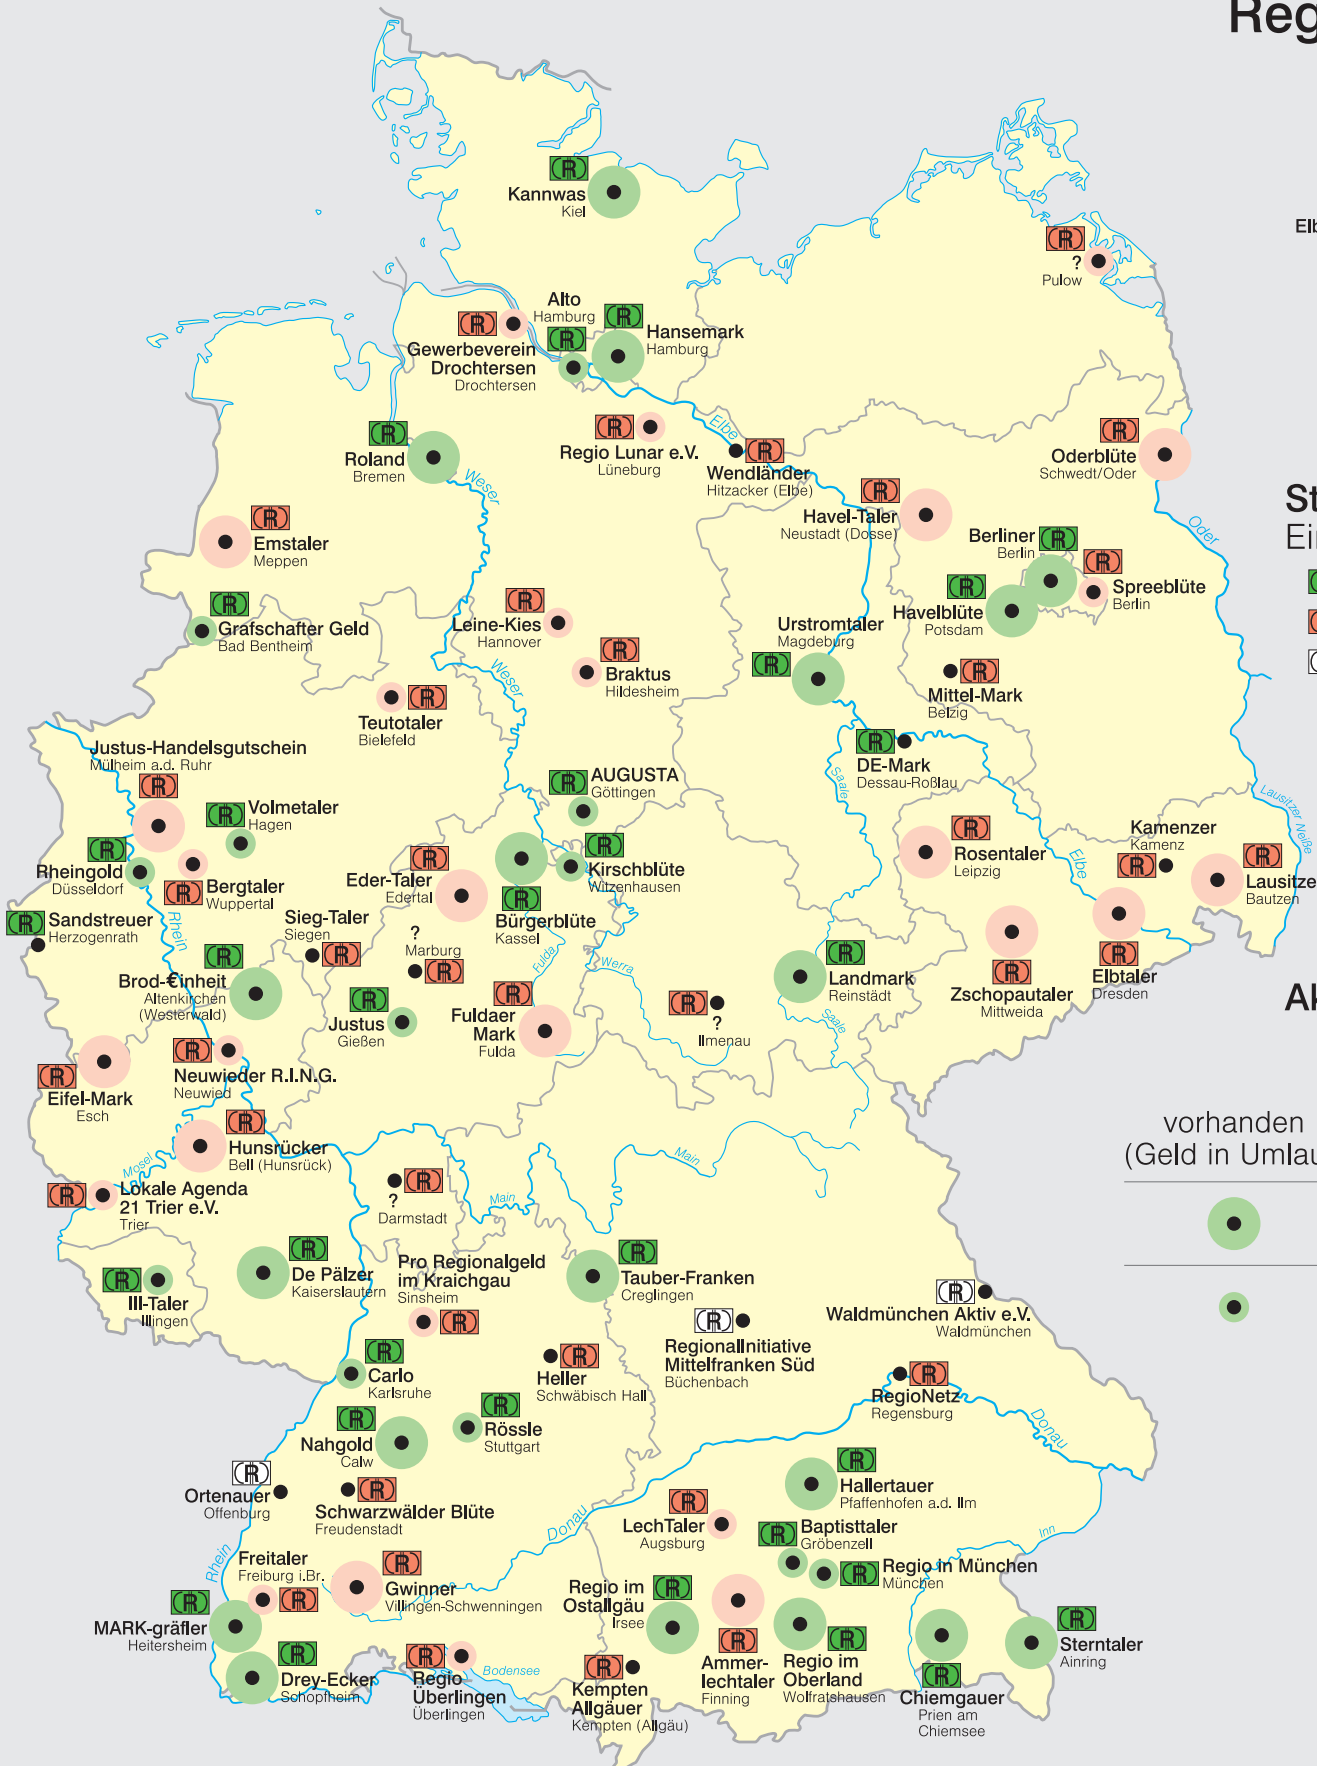 Reg
Kannwas
Kiel
?
Pulow
Elb
Alto
Hamburg
Hansemark
Hamburg
Gewerbeverein
Drochtersen
Drochtersen
Elbe
Regio Lunar e.V.
Lüneburg
Roland
Bremen
Weser
Wendländer
Hitzacker (Elbe)
Oderblüte
Schwedt/Oder
Oder
St
Ein
Havel-Taler
Neustadt (Dosse)
Emstaler
Meppen
Berliner
Berlin
Spreeblüte
Berlin
Havelblüte
Potsdam
Grafschafter Geld
Bad Bentheim
Leine-Kies
Hannover
Urstromtaler
Magdeburg
Weser
Braktus
Hildesheim
Mittel-Mark
Belzig
Teutotaler
Bielefeld
Justus-Handelsgutschein
Mülheim a.d. Ruhr
DE-Mark
Dessau-Roßlau
Saale
AUGUSTA
Göttingen
Lausitzer Neiße
Volmetaler
Hagen
Kamenzer
Kamenz
Elbe
Rosentaler
Leipzig
Rheingold
Düsseldorf
Kirschblüte
Witzenhausen
Eder-Taler
Edertal
Lausitze
Bautzen
Bergtaler
Wuppertal
Sandstreuer
Herzogenrath
Rhein
Sieg-Taler
Siegen
Bürgerblüte
Kassel
?
Marburg
Fulda
Werra
Brod-€inheit
Altenkirchen
(Westerwald)
Landmark
Reinstädt
Zschopautaler
Mittweida
Elbtaler
Dresden
Ak
Justus
Gießen
Fuldaer
Mark
Fulda
?
Ilmenau
Saale
Neuwieder R.I.N.G.
Neuwied
Eifel-Mark
Esch
vorhanden
(Geld in Umlau
Hunsrücker
Bell (Hunsrück)
Mosel
Main
Lokale Agenda
21 Trier e.V.
Trier
?
Darmstadt
Main
De Pälzer
Kaiserslautern
Pro Regionalgeld
im Kraichgau
Sinsheim
Tauber-Franken
Creglingen
Ill-Taler
Illingen
Waldmünchen Aktiv e.V.
Waldmünchen
RegionalInitiative
Mittelfranken Süd
Büchenbach
Carlo
Karlsruhe
Heller
Schwäbisch Hall
RegioNetz
Regensburg
Donau
Rössle
Stuttgart
Nahgold
Calw
Hallertauer
Pfaffenhofen a.d. Ilm
Ortenauer
Offenburg
Schwarzwälder Blüte
Freudenstadt
Donau
LechTaler
Augsburg
Baptisttaler
Gröbenzell
Inn
Rhein
Freitaler
Freiburg i.Br.
Regio in München
München
Gwinner
Villingen-Schwenningen
Regio im
Ostallgäu
Irsee
MARK-gräfler
Heitersheim
Sterntaler
Ainring
Drey-Ecker
Schopfheim
Regio
Überlingen
Überlingen
Bodensee
Kempten
Allgäuer
Kempten (Allgäu)
Ammer-
lechtaler
Finning
Regio im
Oberland
Wolfratshausen
Chiemgauer
Prien am
Chiemsee